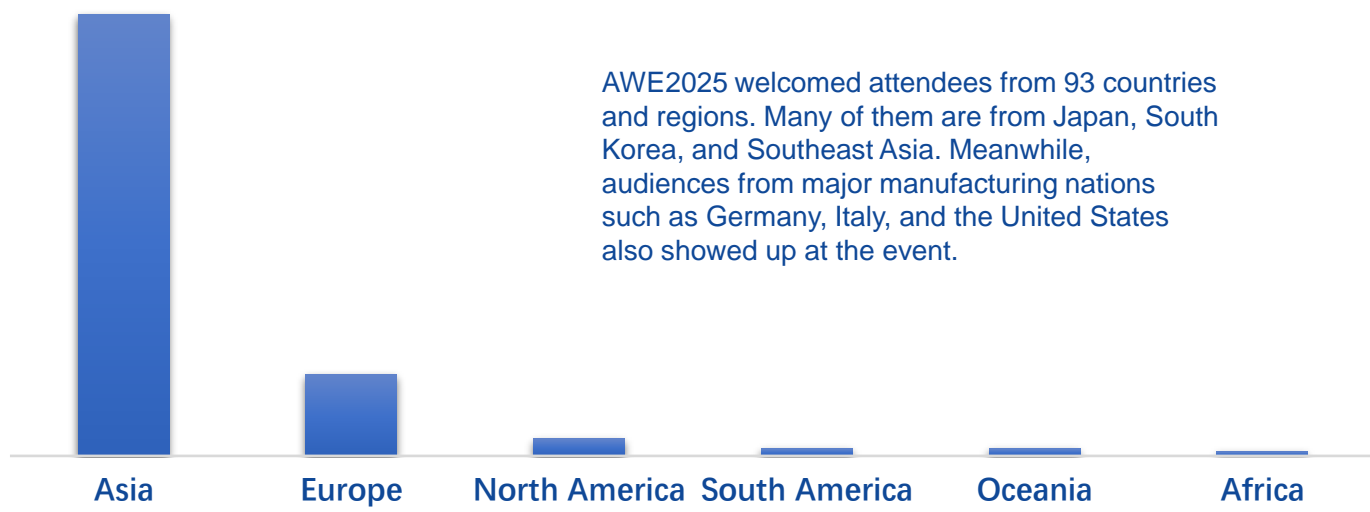 AWE2025 welcomed attendees from 93 countries
and regions. Many of them are from Japan, South
Korea, and Southeast Asia. Meanwhile,
audiences from major manufacturing nations
such as Germany, Italy, and the United States
also showed up at the event.
Asia Europe North America South America Oceania Africa